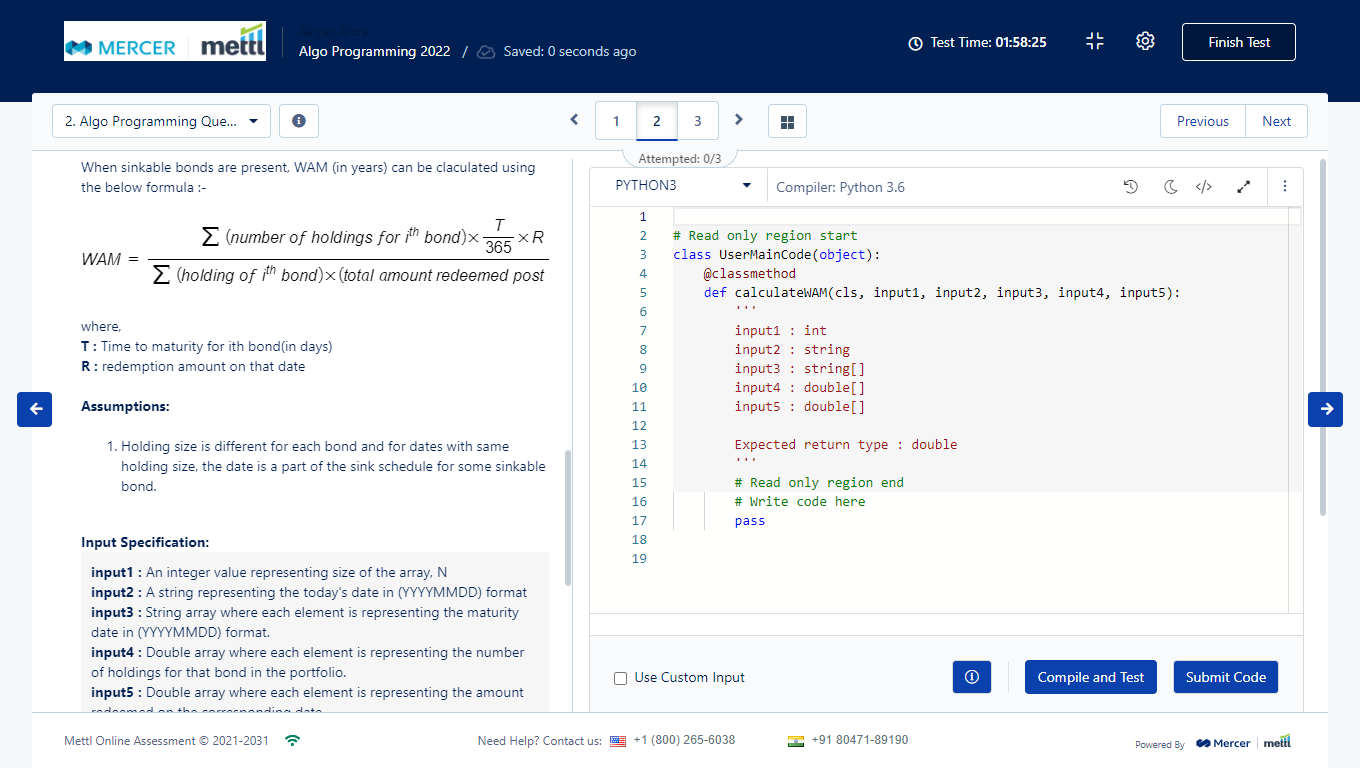 MERCER mettl
Algo Programming 2022 / Saved: 0 seconds ago
Test Time: 01:58:25
Finish Test
2. Algo Programming Que...
1 2 3
Previous Next
Attempted: 0/3
When sinkable bonds are present, WAM (in years) can be claculated using
the below formula :-
WAM = ∑ (number of holdings for iᵗʰ bond)× T/365 ×R
∑ (holding of iᵗʰ bond)×(total amount redeemed post
where,
T : Time to maturity for ith bond(in days)
R : redemption amount on that date
Assumptions:
1. Holding size is different for each bond and for dates with same
holding size, the date is a part of the sink schedule for some sinkable
bond.
Input Specification:
input1 : An integer value representing size of the array, N
input2 : A string representing the today's date in (YYYYMMDD) format
input3 : String array where each element is representing the maturity
date in (YYYYMMDD) format.
input4 : Double array where each element is representing the number
of holdings for that bond in the portfolio.
input5 : Double array where each element is representing the amount
redeemed on the corresponding date
PYTHON3
Compiler: Python 3.6
1
2 # Read only region start
3 class UserMainCode(object):
4 @classmethod
5 def calculateWAM(cls, input1, input2, input3, input4, input5):
6 '''
7 input1 : int
8 input2 : string
9 input3 : string[]
10 input4 : double[]
11 input5 : double[]
12
13 Expected return type : double
14 '''
15 # Read only region end
16 # Write code here
17 pass
18
19
Use Custom Input
Compile and Test
Submit Code
Mettl Online Assessment © 2021-2031
Need Help? Contact us: +1 (800) 265-6038
+91 80471-89190
Powered By Mercer mettl